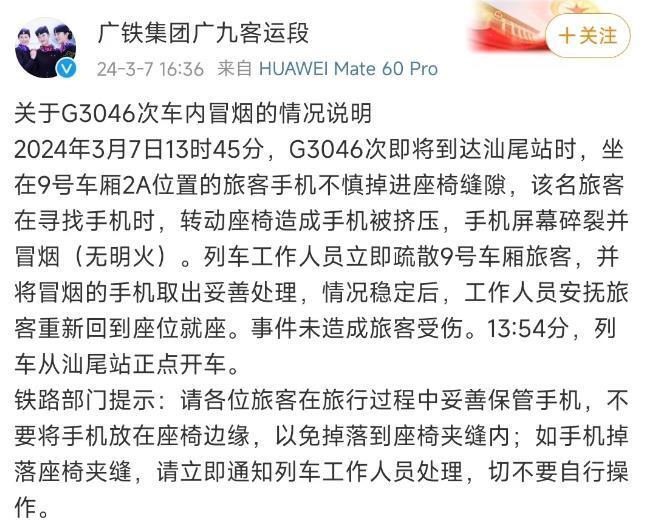 广铁集团广九客运段
+关注
24-3-7 16:36 来自 HUAWEI Mate 60 Pro
关于G3046次车内冒烟的情况说明
2024年3月7日13时45分，G3046次即将到达汕尾站时，坐
在9号车厢2A位置的旅客手机不慎掉进座椅缝隙，该名旅客
在寻找手机时，转动座椅造成手机被挤压，手机屏幕碎裂并
冒烟（无明火）。列车工作人员立即疏散9号车厢旅客，并
将冒烟的手机取出妥善处理，情况稳定后，工作人员安抚旅
客重新回到座位就座。事件未造成旅客受伤。13:54分，列
车从汕尾站正点开车。
铁路部门提示：请各位旅客在旅行过程中妥善保管手机，不
要将手机放在座椅边缘，以免掉落到座椅夹缝内；如手机掉
落座椅夹缝，请立即通知列车工作人员处理，切不要自行操
作。